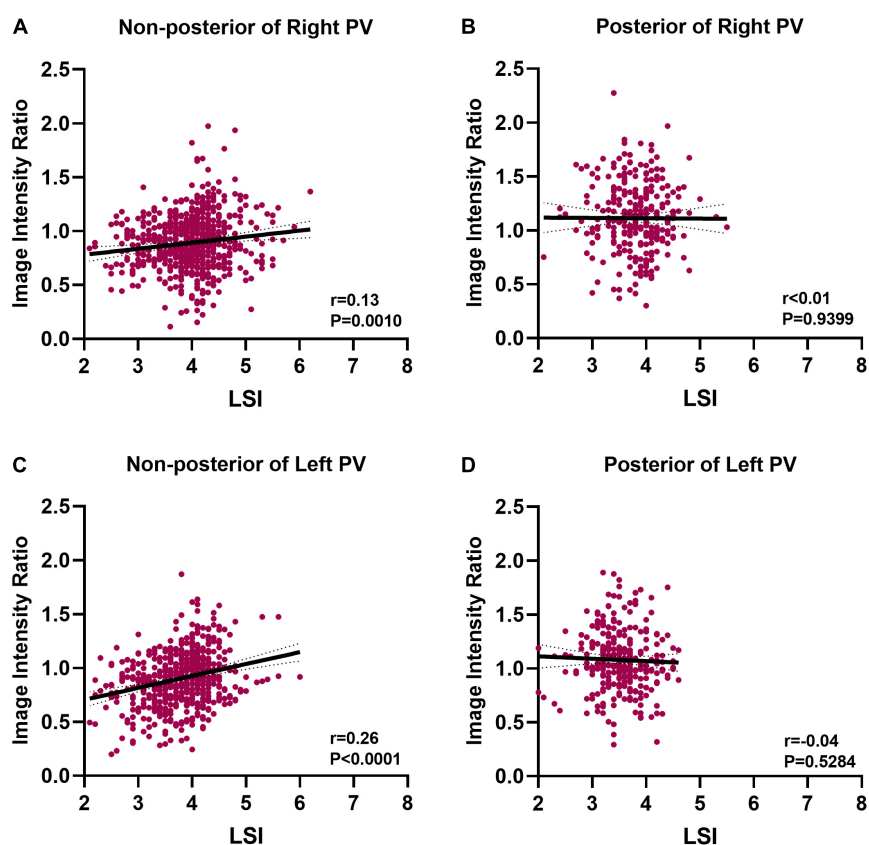 A
Non-posterior of Right PV
Image Intensity Ratio
2.5
2.0
1.5
1.0
0.5
0.0
r=0.13
P=0.0010
2 3 4 5 6 7 8
LSI
B
Posterior of Right PV
Image Intensity Ratio
2.5
2.0
1.5
1.0
0.5
0.0
r<0.01
P=0.9399
2 3 4 5 6 7 8
LSI
C
Non-posterior of Left PV
Image Intensity Ratio
2.5
2.0
1.5
1.0
0.5
0.0
r=0.26
P<0.0001
2 3 4 5 6 7 8
LSI
D
Posterior of Left PV
Image Intensity Ratio
2.5
2.0
1.5
1.0
0.5
0.0
r=-0.04
P=0.5284
2 3 4 5 6 7 8
LSI